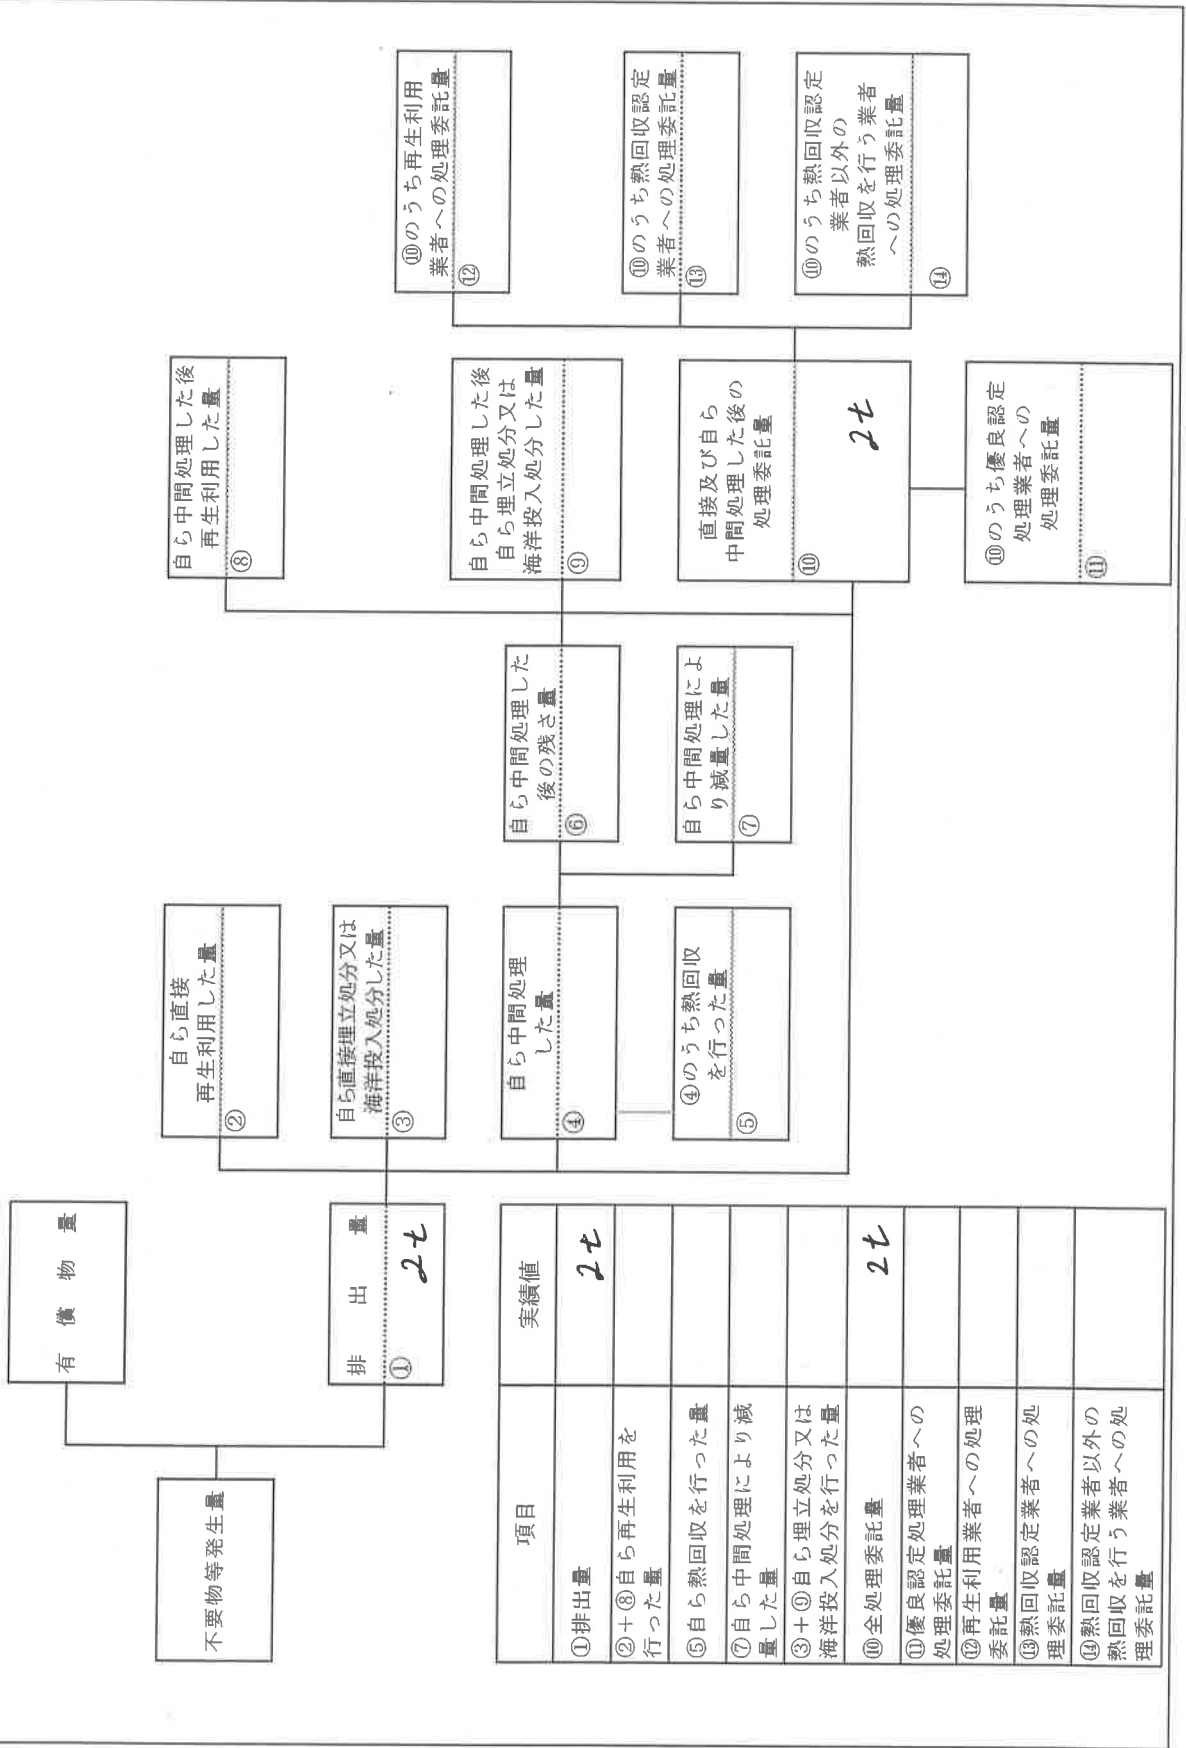 不要物等発生量
有償物量
排出量
①
2t
自ら直接
再生利用した量
②
自ら直接埋立処分又は
海洋投入処分した量
③
自ら中間処理
した量
④
④のうち熱回収
を行った量
⑤
自ら中間処理した
後の残さ量
⑥
自ら中間処理によ
り減量した量
⑦
自ら中間処理した後
再生利用した量
⑧
自ら中間処理した後
自ら埋立処分又は
海洋投入処分した量
⑨
直接及び自ら
中間処理した後の
処理委託量
⑩
2t
⑩のうち優良認定
処理業者への
処理委託量
⑪
⑩のうち再生利用
業者への処理委託量
⑫
⑩のうち熱回収認定
業者への処理委託量
⑬
⑩のうち熱回収認定
業者以外の
熱回収を行う業者
への処理委託量
⑭
項目 実績値
①排出量 2t
②+⑧自ら再生利用を
行った量
⑤自ら熱回収を行った量
⑦自ら中間処理により減
量した量
③+⑨自ら埋立処分又は
海洋投入処分を行った量
⑩全処理委託量 2t
⑪優良認定処理業者への
処理委託量
⑫再生利用業者への処理
委託量
⑬熱回収認定業者への処
理委託量
⑭熱回収認定業者以外の
熱回収を行う業者への処
理委託量